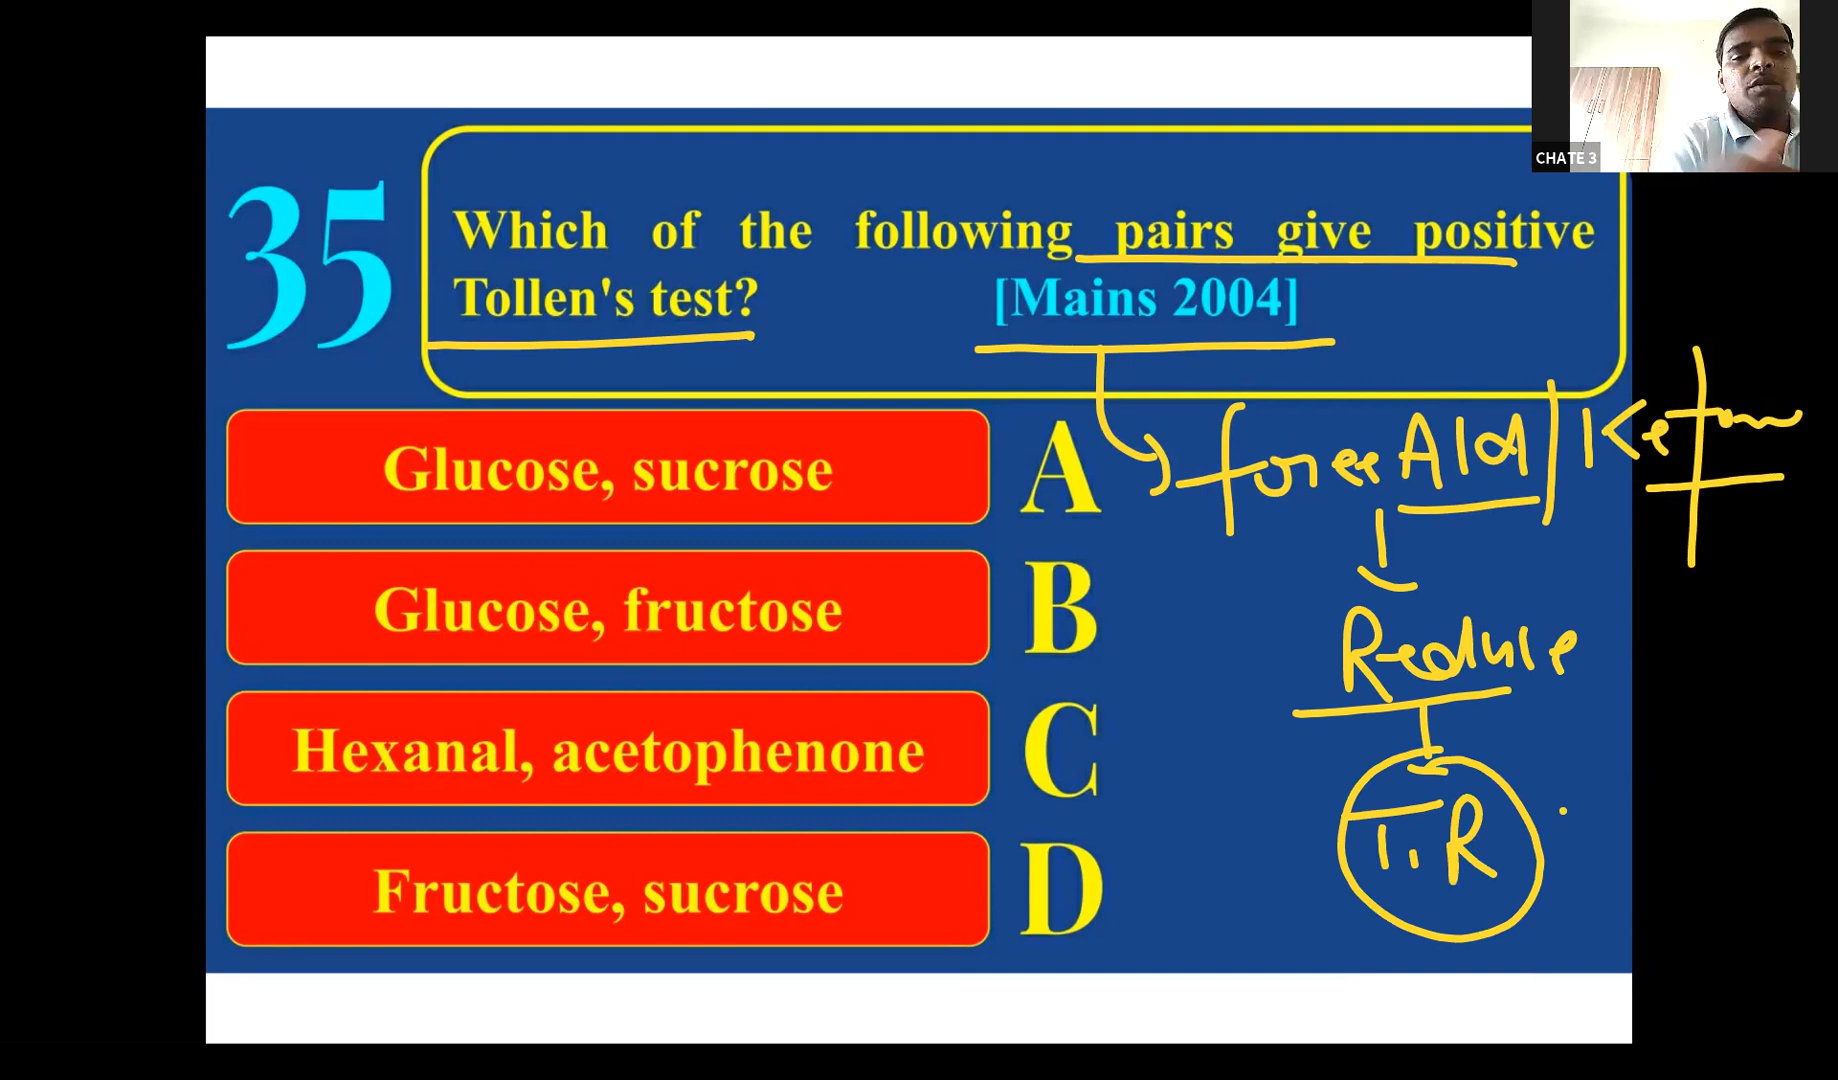 CHATE 3
35
Which of the following pairs give positive
Tollen's test? [Mains 2004]
free Ald / Ketone
Glucose, sucrose A
Glucose, fructose B
Reduce
Hexanal, acetophenone C
T.R
Fructose, sucrose D